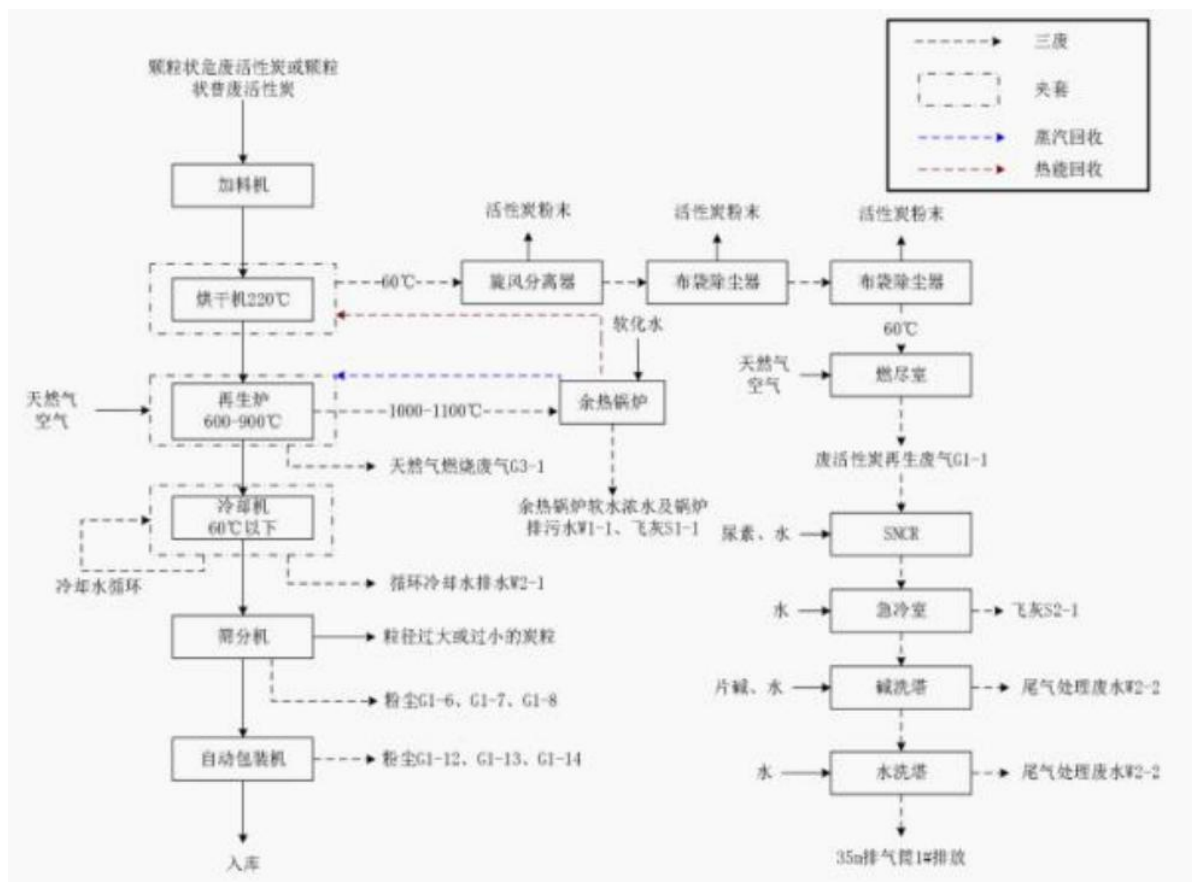 三废
夹套
蒸汽回收
热能回收
颗粒状危废活性炭或颗粒
状普废活性炭
加料机
活性炭粉末
活性炭粉末
活性炭粉末
烘干机220℃
60℃
旋风分离器
布袋除尘器
布袋除尘器
软化水
60℃
天然气
空气
燃尽室
天然气
空气
再生炉
600-900℃
1000-1100℃
余热锅炉
天然气燃烧废气G3-1
废活性炭再生废气G1-1
冷却机
60℃以下
余热锅炉软水浓水及锅炉
排污水W1-1、飞灰S1-1
尿素、水
SNCR
冷却水循环
循环冷却水排水W2-1
水
急冷室
飞灰S2-1
筛分机
粒径过大或过小的炭粒
片碱、水
碱洗塔
尾气处理废水W2-2
粉尘G1-6、G1-7、G1-8
自动包装机
粉尘G1-12、G1-13、G1-14
水
水洗塔
尾气处理废水W2-2
入库
35m排气筒1#排放